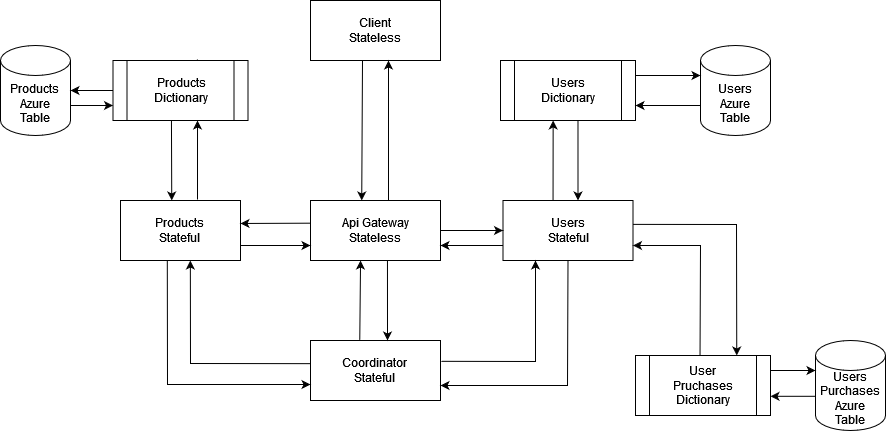 Client
Stateless
Products
Azure
Table
Products
Dictionary
Users
Dictionary
Users
Azure
Table
Products
Stateful
Api Gateway
Stateless
Users
Stateful
Coordinator
Stateful
User
Pruchases
Dictionary
Users
Purchases
Azure
Table